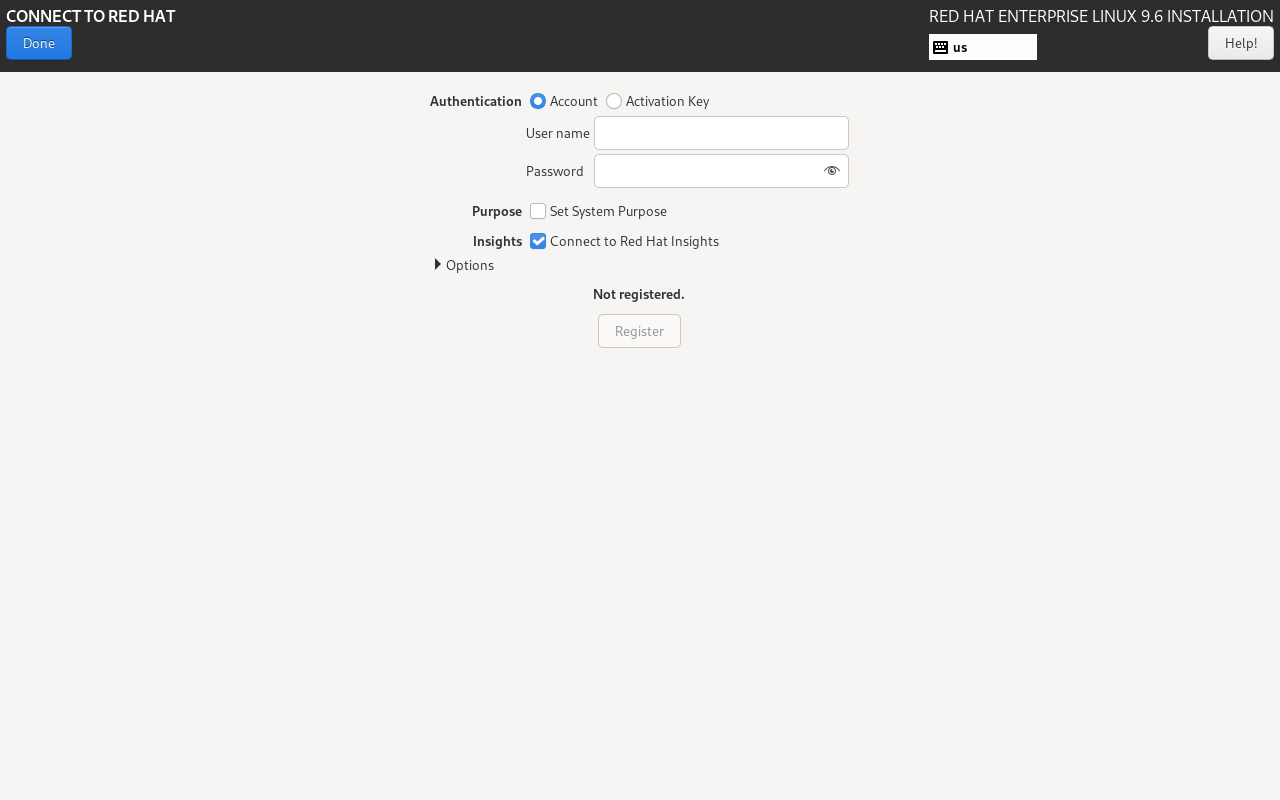 CONNECT TO RED HAT
RED HAT ENTERPRISE LINUX 9.6 INSTALLATION
Done
us
Help!
Authentication Account Activation Key
User name
Password
Purpose Set System Purpose
Insights Connect to Red Hat Insights
Options
Not registered.
Register